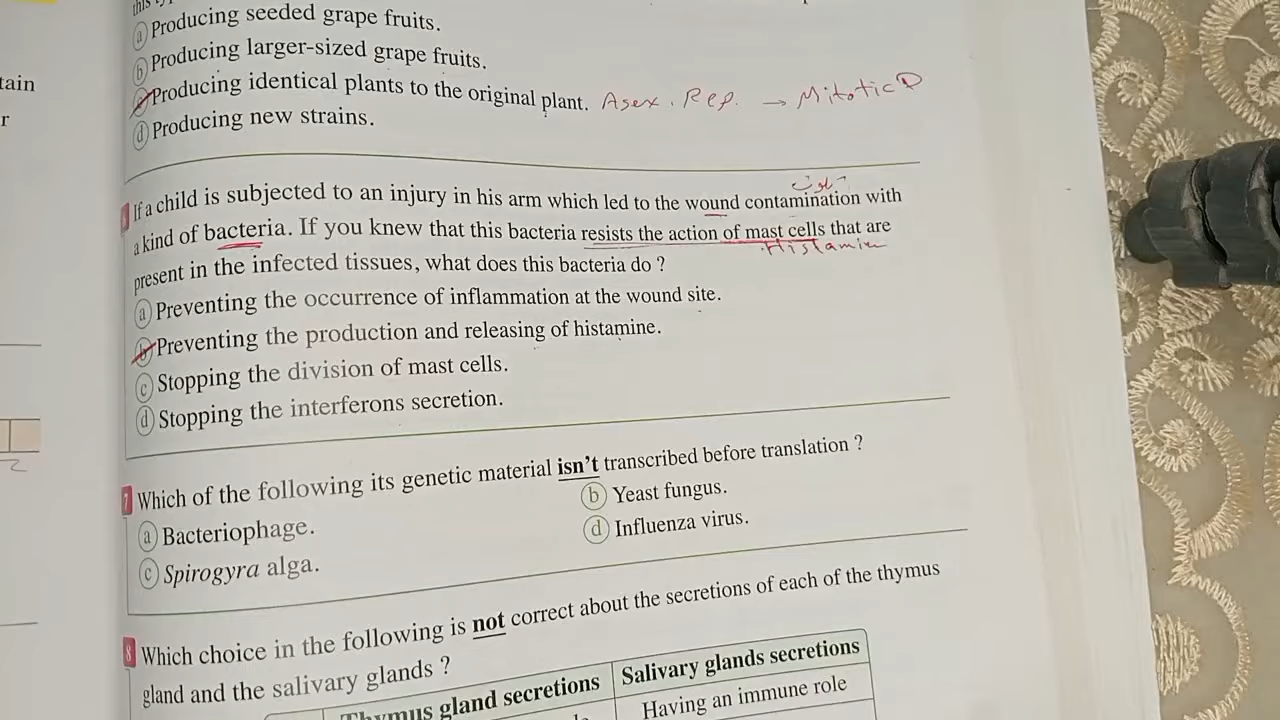 tain
r
this
a Producing seeded grape fruits.
b Producing larger-sized grape fruits.
c Producing identical plants to the original plant. Asex. Rep. → Mitotic D
d Producing new strains.
If a child is subjected to an injury in his arm which led to the wound contamination with
a kind of bacteria. If you knew that this bacteria resists the action of mast cells that are
Histamine
present in the infected tissues, what does this bacteria do ?
a Preventing the occurrence of inflammation at the wound site.
b Preventing the production and releasing of histamine.
c Stopping the division of mast cells.
d Stopping the interferons secretion.
7 Which of the following its genetic material isn't transcribed before translation ?
a Bacteriophage.
b Yeast fungus.
c Spirogyra alga.
d Influenza virus.
8 Which choice in the following is not correct about the secretions of each of the thymus
gland and the salivary glands ?
Thymus gland secretions
Salivary glands secretions
Having an immune role